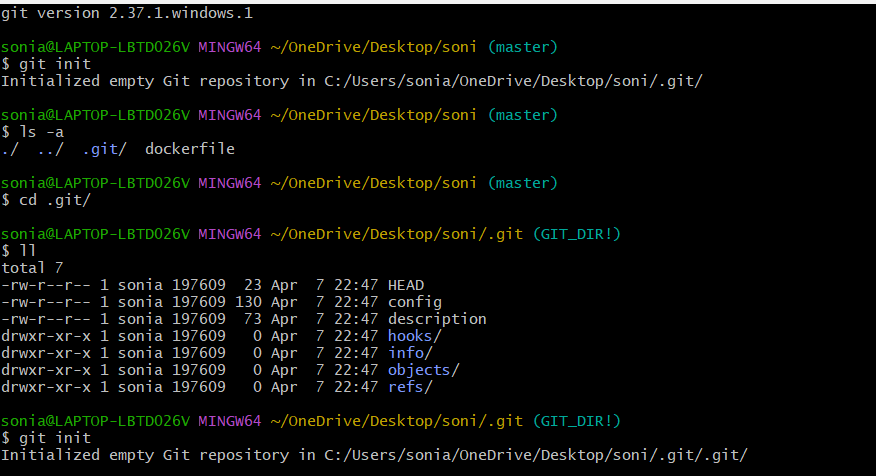 git version 2.37.1.windows.1
sonia@LAPTOP-LBTDO26V MINGW64 ~/OneDrive/Desktop/soni (master)
$ git init
Initialized empty Git repository in C:/Users/sonia/OneDrive/Desktop/soni/.git/
sonia@LAPTOP-LBTDO26V MINGW64 ~/OneDrive/Desktop/soni (master)
$ ls -a
./  ../  .git/  dockerfile
sonia@LAPTOP-LBTDO26V MINGW64 ~/OneDrive/Desktop/soni (master)
$ cd .git/
sonia@LAPTOP-LBTDO26V MINGW64 ~/OneDrive/Desktop/soni/.git (GIT_DIR!)
$ ll
total 7
-rw-r--r-- 1 sonia 197609  23 Apr  7 22:47 HEAD
-rw-r--r-- 1 sonia 197609 130 Apr  7 22:47 config
-rw-r--r-- 1 sonia 197609  73 Apr  7 22:47 description
drwxr-xr-x 1 sonia 197609   0 Apr  7 22:47 hooks/
drwxr-xr-x 1 sonia 197609   0 Apr  7 22:47 info/
drwxr-xr-x 1 sonia 197609   0 Apr  7 22:47 objects/
drwxr-xr-x 1 sonia 197609   0 Apr  7 22:47 refs/
sonia@LAPTOP-LBTDO26V MINGW64 ~/OneDrive/Desktop/soni/.git (GIT_DIR!)
$ git init
Initialized empty Git repository in C:/Users/sonia/OneDrive/Desktop/soni/.git/.git/